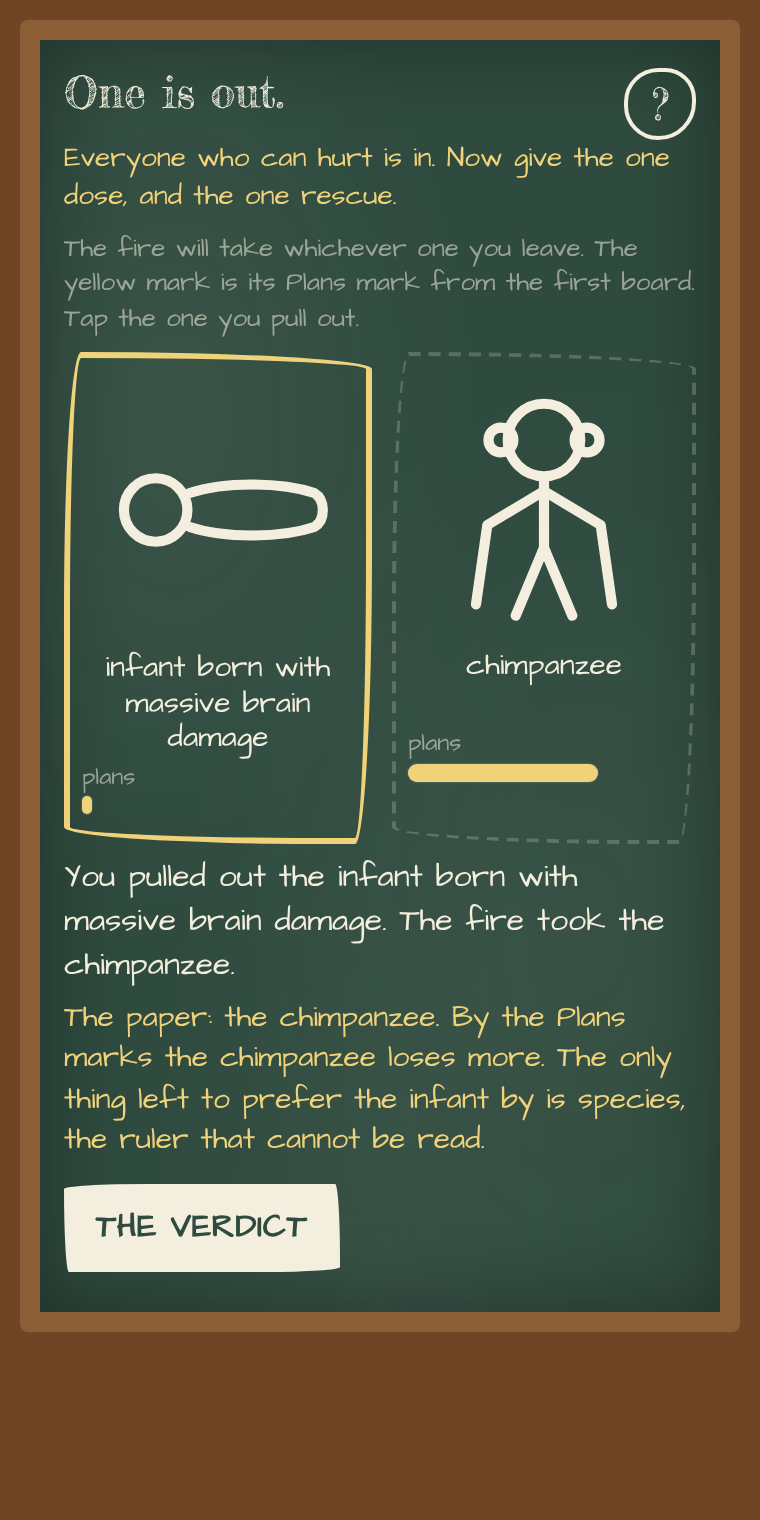 One is out.
?
Everyone who can hurt is in. Now give the one
dose, and the one rescue.
The fire will take whichever one you leave. The
yellow mark is its Plans mark from the first board.
Tap the one you pull out.
infant born with
massive brain
damage
plans
chimpanzee
plans
You pulled out the infant born with
massive brain damage. The fire took the
chimpanzee.
The paper: the chimpanzee. By the Plans
marks the chimpanzee loses more. The only
thing left to prefer the infant by is species,
the ruler that cannot be read.
THE VERDICT